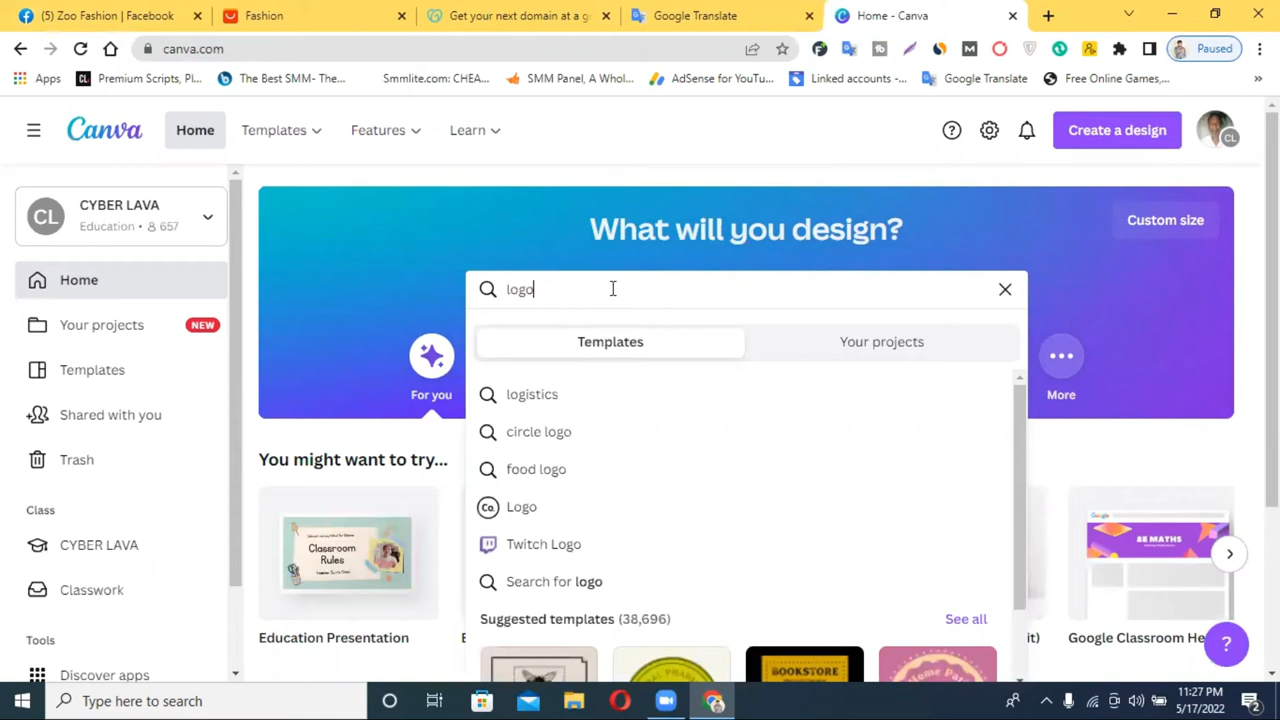 Zoo Fashion | Facebook
Fashion
Get your next domain at a g
Google Translate
Home - Canva
canva.com
Paused
Apps
CL
Premium Scripts, Pl...
The Best SMM- The...
Smmlite.com: CHEA...
SMM Panel, A Whol...
AdSense for YouTu...
Linked accounts -...
Google Translate
Free Online Games,...
Canva
Home
Templates
Features
Learn
Create a design
CL
CL
CYBER LAVA
Education • 657
Home
Your projects
NEW
Templates
Shared with you
Trash
Class
CYBER LAVA
Classwork
Tools
Discover apps
What will you design?
Custom size
logo
Templates
Your projects
For you
More
logistics
circle logo
food logo
Co.
Logo
Twitch Logo
Search for logo
Suggested templates (38,696)
See all
BOOKSTORE
You might want to try...
Classroom
Rules
8E MATHS
Education Presentation
Google Classroom He
?
Type here to search
11:27 PM
5/17/2022
2